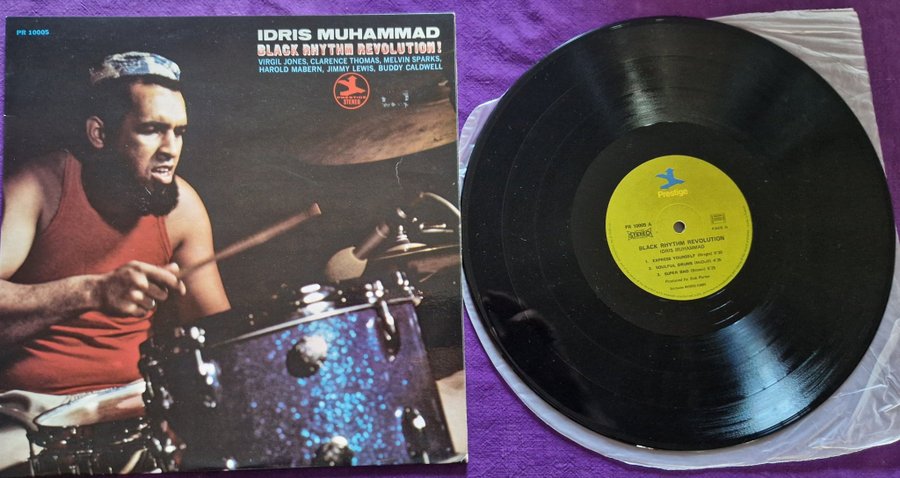 PR 10005
IDRIS MUHAMMAD
BLACK RHYTHM REVOLUTION!
VIRGIL JONES, CLARENCE THOMAS, MELVIN SPARKS,
HAROLD MABERN, JIMMY LEWIS, BUDDY CALDWELL
PRESTIGE
STEREO
Prestige
PR 10005 A
STEREO
BLACK RHYTHM REVOLUTION
IDRIS MUHAMMAD
1. EXPRESS YOURSELF
2. SOULFUL DRUMS
3. SUPER BAD
Produced by Bob Porter